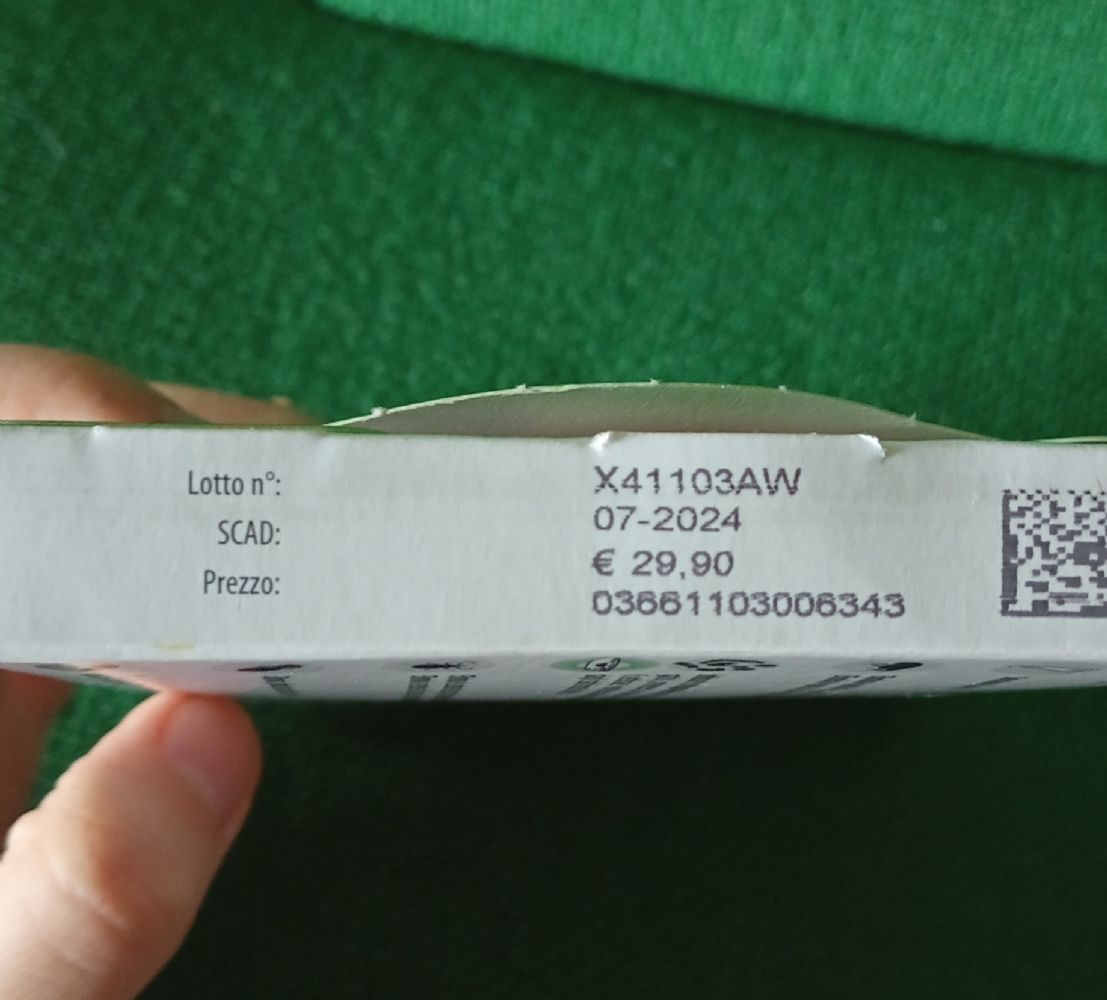 Lotto n°: X41103AW
SCAD: 07-2024
Prezzo: € 29,90
03661103006343